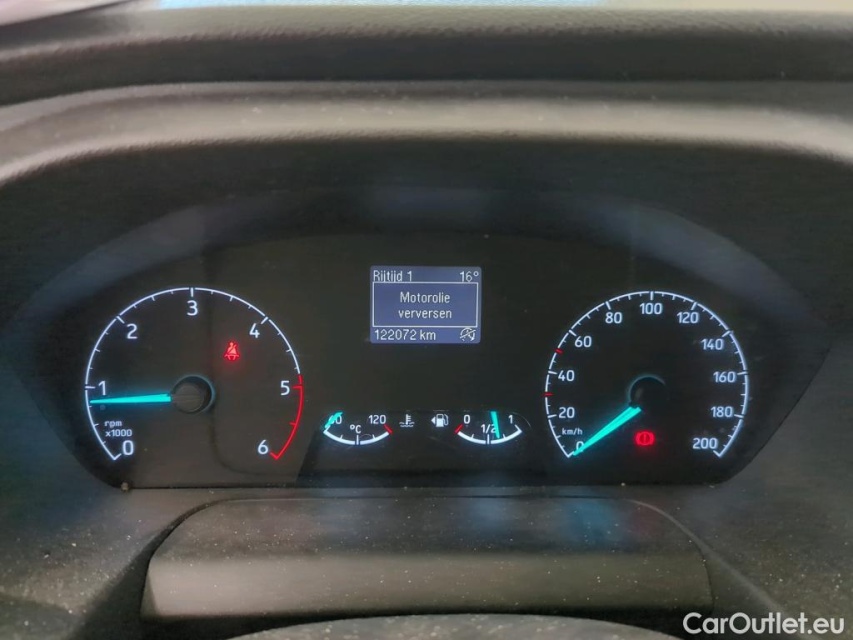 Rijtijd 1 16°
Motorolie
verversen
122072 km
0 1 2 3 4 5 6
rpm
x1000
120
°C
0 1/2 1
0 20 40 60 80 100 120 140 160 180 200
km/h
CarOutlet.eu